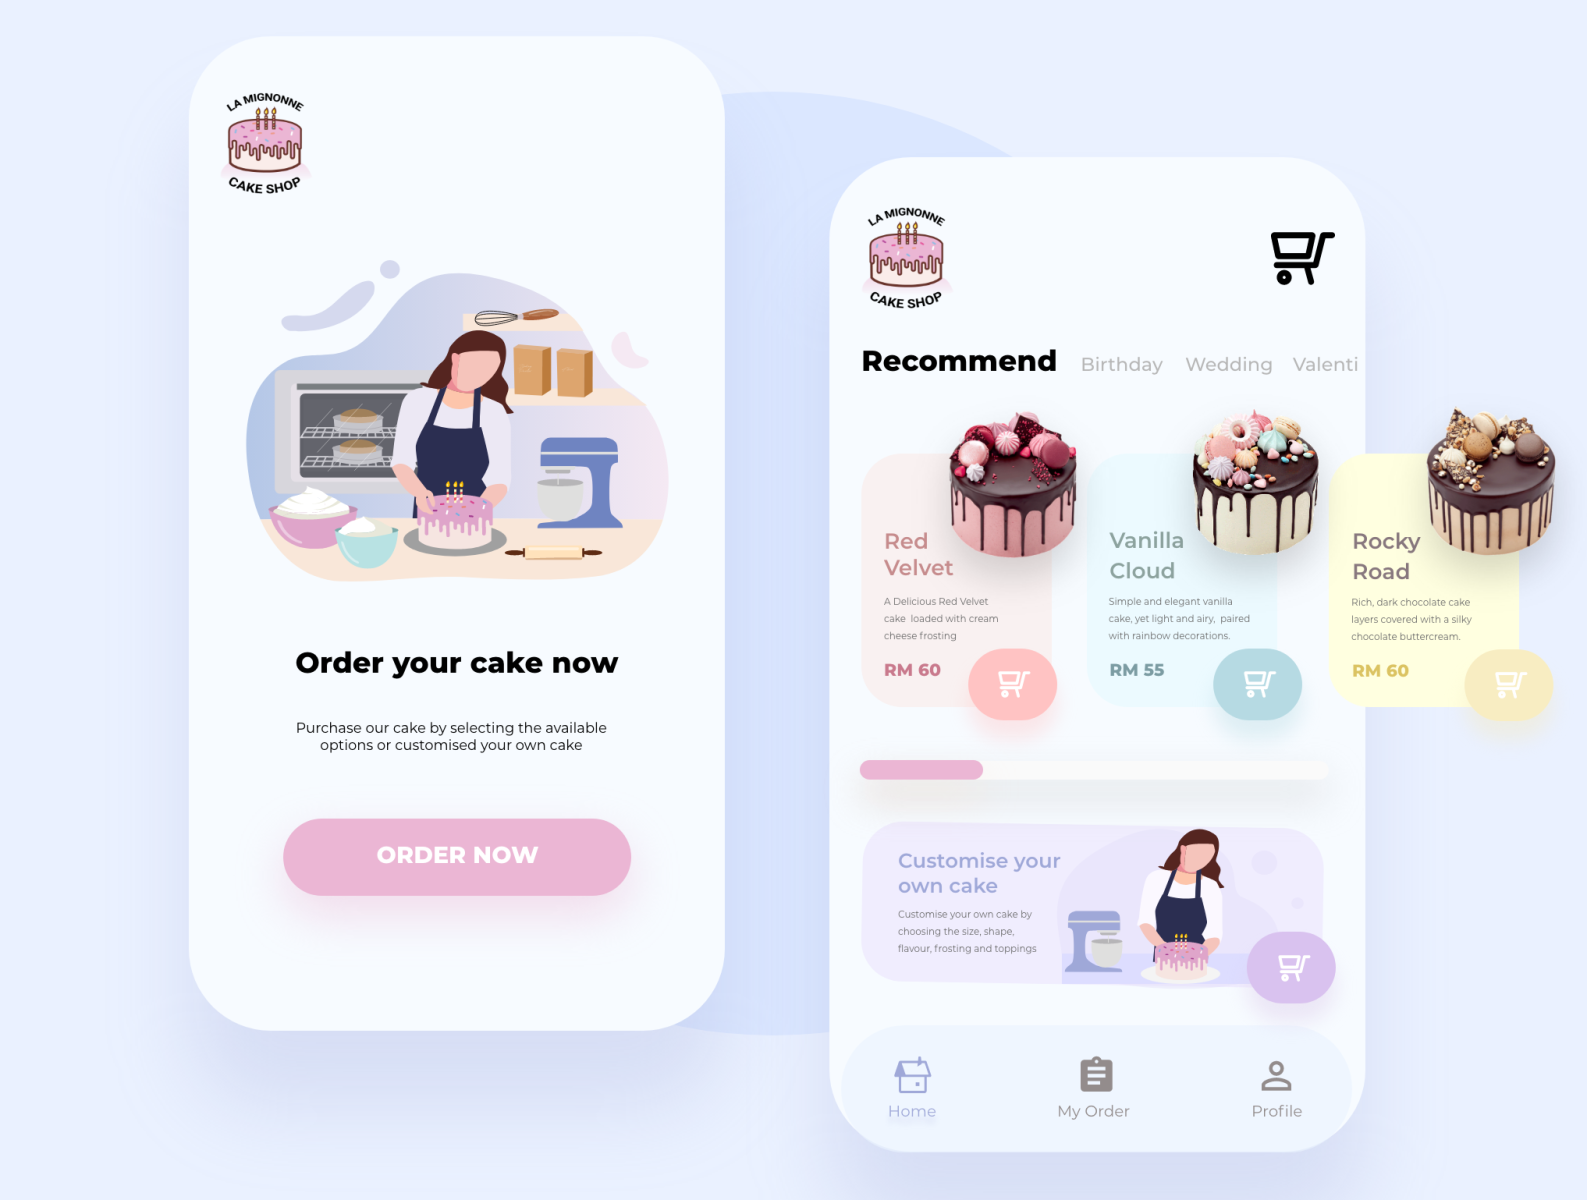 LA MIGNONNE
CAKE SHOP
Order your cake now
Purchase our cake by selecting the available
options or customised your own cake
ORDER NOW
LA MIGNONNE
CAKE SHOP
Recommend Birthday Wedding Valenti
Red
Velvet
A Delicious Red Velvet
cake loaded with cream
cheese frosting
RM 60
Vanilla
Cloud
Simple and elegant vanilla
cake, yet light and airy, paired
with rainbow decorations.
RM 55
Rocky
Road
Rich, dark chocolate cake
layers covered with a silky
chocolate buttercream.
RM 60
Customise your
own cake
Customise your own cake by
choosing the size, shape,
flavour, frosting and toppings
Home My Order Profile